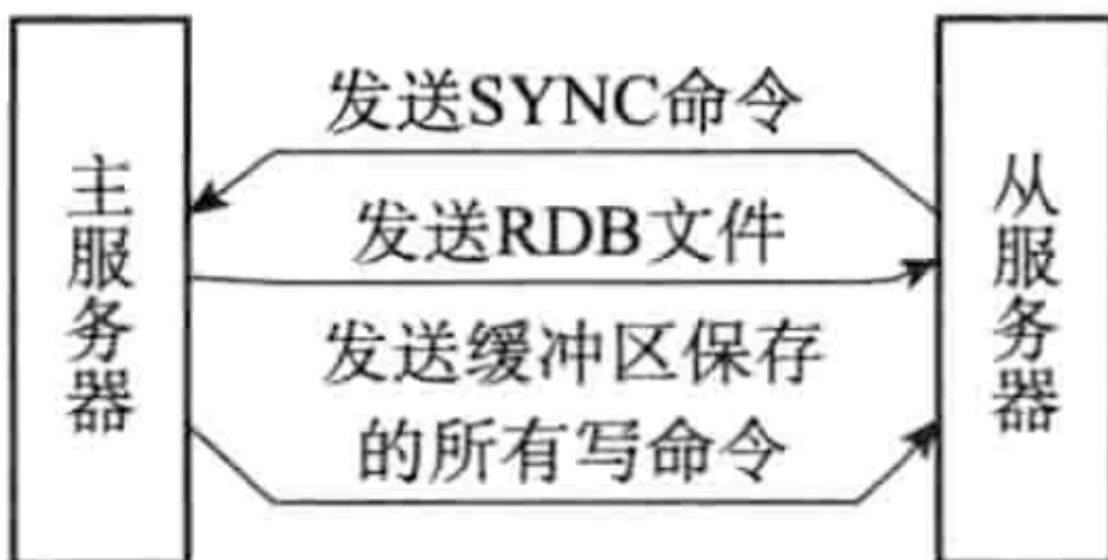 主服务器
发送SYNC命令
发送RDB文件
发送缓冲区保存
的所有写命令
从服务器